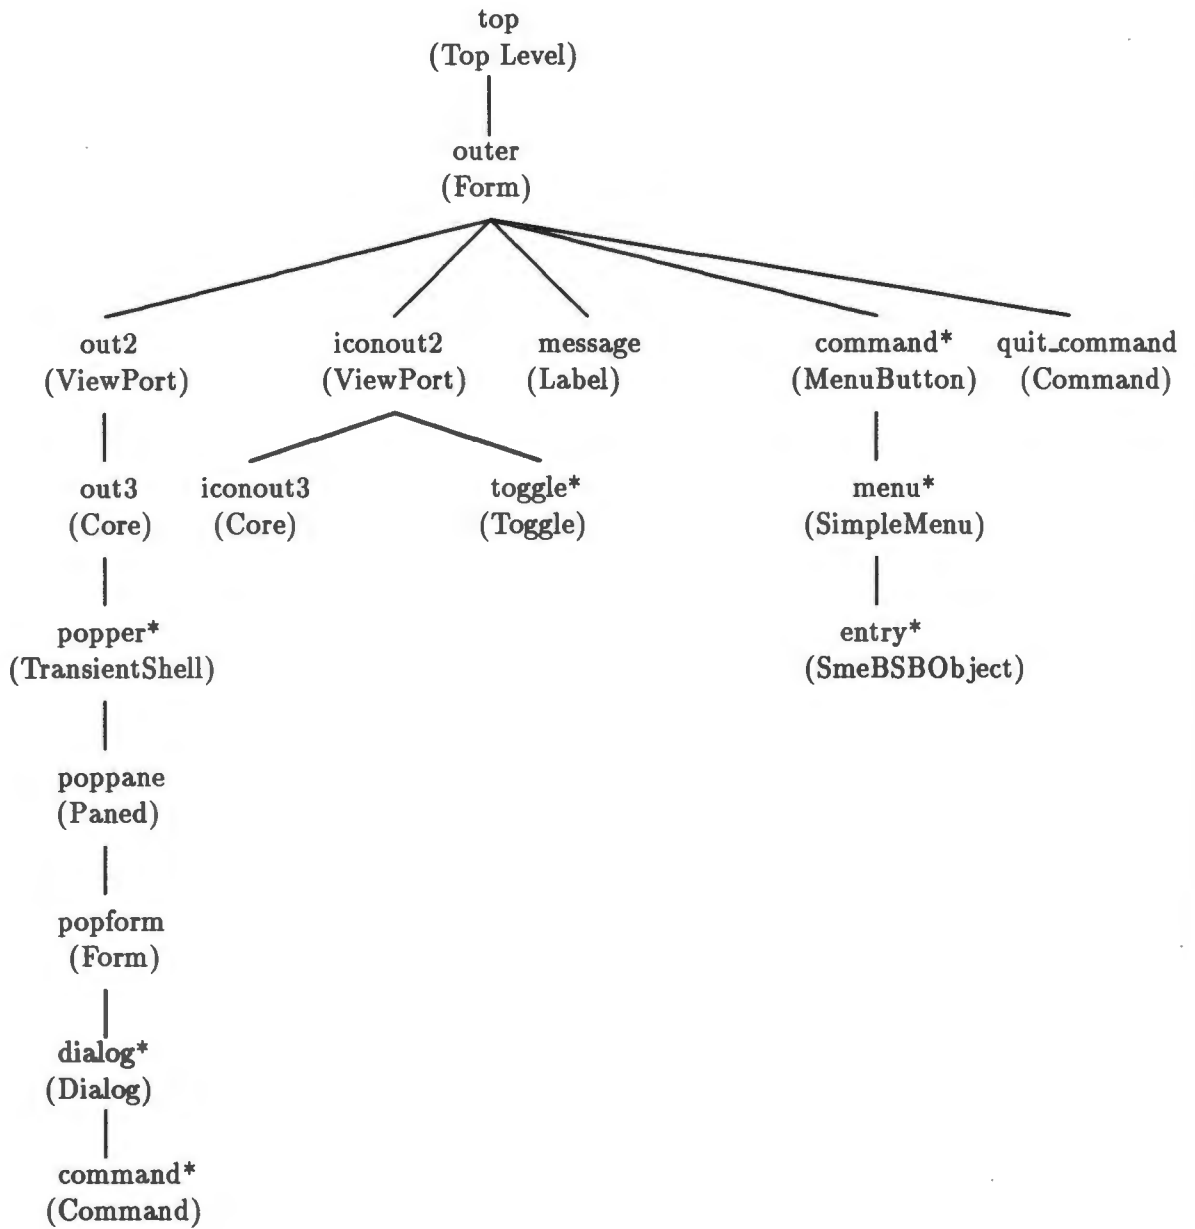 top
(Top Level)
outer
(Form)
out2 iconout2 message command* quit_command
(ViewPort) (ViewPort) (Label) (MenuButton) (Command)
out3 iconout3 toggle* menu*
(Core) (Core) (Toggle) (SimpleMenu)
popper* entry*
(TransientShell) (SmeBSBObject)
poppane
(Paned)
popform
(Form)
dialog*
(Dialog)
command*
(Command)